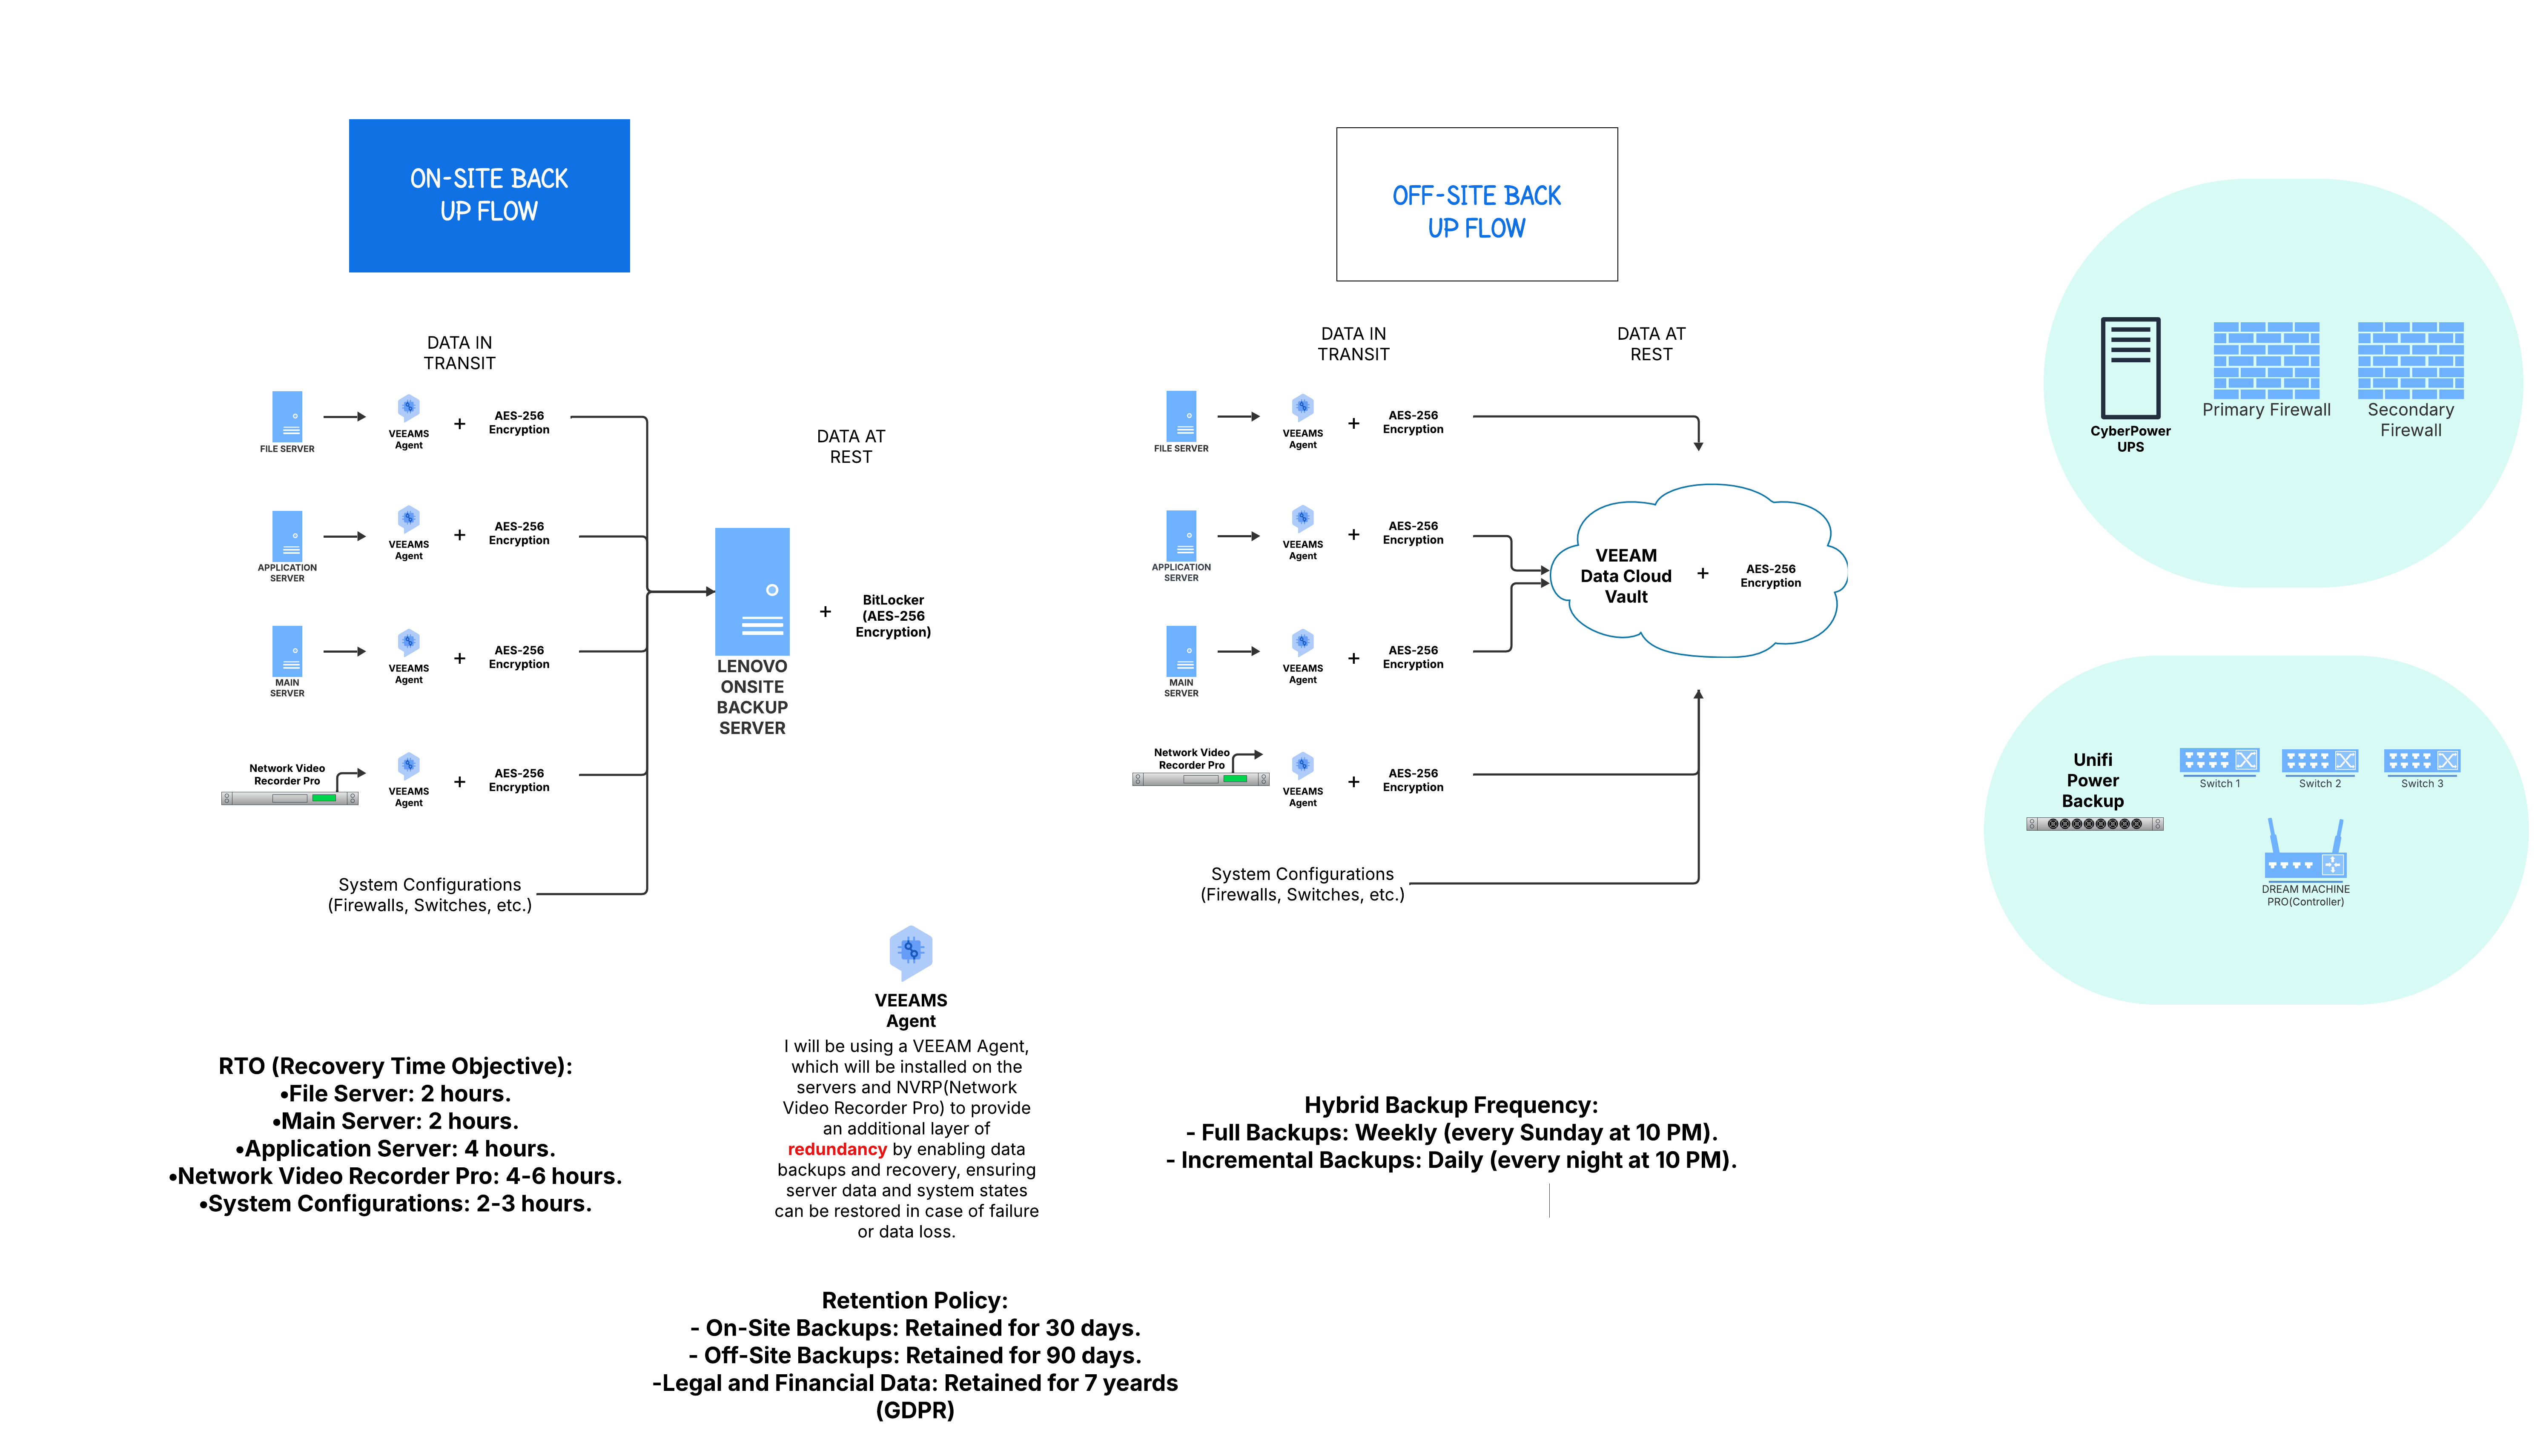 ON-SITE BACK
UP FLOW
DATA IN
TRANSIT
FILE SERVER
VEEAMS
Agent
+
AES-256
Encryption
APPLICATION
SERVER
VEEAMS
Agent
+
AES-256
Encryption
MAIN
SERVER
VEEAMS
Agent
+
AES-256
Encryption
Network Video
Recorder Pro
VEEAMS
Agent
+
AES-256
Encryption
System Configurations
(Firewalls, Switches, etc.)
DATA AT
REST
LENOVO
ONSITE
BACKUP
SERVER
+
BitLocker
(AES-256
Encryption)
OFF-SITE BACK
UP FLOW
DATA IN
TRANSIT
DATA AT
REST
FILE SERVER
VEEAMS
Agent
+
AES-256
Encryption
APPLICATION
SERVER
VEEAMS
Agent
+
AES-256
Encryption
MAIN
SERVER
VEEAMS
Agent
+
AES-256
Encryption
Network Video
Recorder Pro
VEEAMS
Agent
+
AES-256
Encryption
System Configurations
(Firewalls, Switches, etc.)
VEEAM
Data Cloud
Vault
+
AES-256
Encryption
CyberPower
UPS
Primary Firewall
Secondary
Firewall
Unifi
Power
Backup
Switch 1
Switch 2
Switch 3
DREAM MACHINE
PRO(Controller)
RTO (Recovery Time Objective):
•File Server: 2 hours.
•Main Server: 2 hours.
•Application Server: 4 hours.
•Network Video Recorder Pro: 4-6 hours.
•System Configurations: 2-3 hours.
VEEAMS
Agent
I will be using a VEEAM Agent,
which will be installed on the
servers and NVRP(Network
Video Recorder Pro) to provide
an additional layer of
redundancy by enabling data
backups and recovery, ensuring
server data and system states
can be restored in case of failure
or data loss.
Hybrid Backup Frequency:
- Full Backups: Weekly (every Sunday at 10 PM).
- Incremental Backups: Daily (every night at 10 PM).
Retention Policy:
- On-Site Backups: Retained for 30 days.
- Off-Site Backups: Retained for 90 days.
-Legal and Financial Data: Retained for 7 yeards
(GDPR)